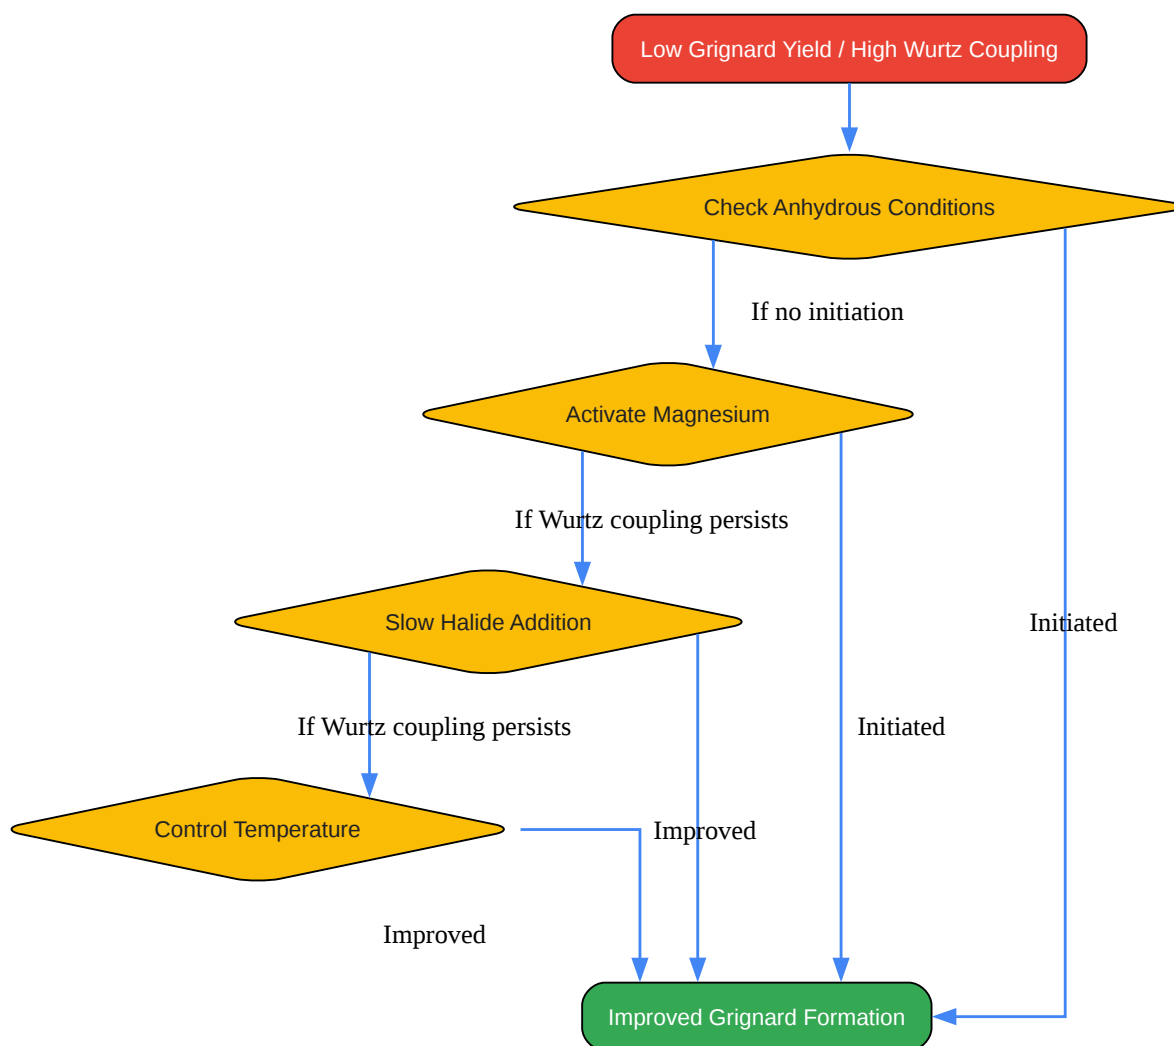 Low Grignard Yield / High Wurtz Coupling
Check Anhydrous Conditions
If no initiation
Activate Magnesium
If Wurtz coupling persists
Slow Halide Addition
Initiated
If Wurtz coupling persists
Initiated
Control Temperature
Improved
Improved
Improved Grignard Formation